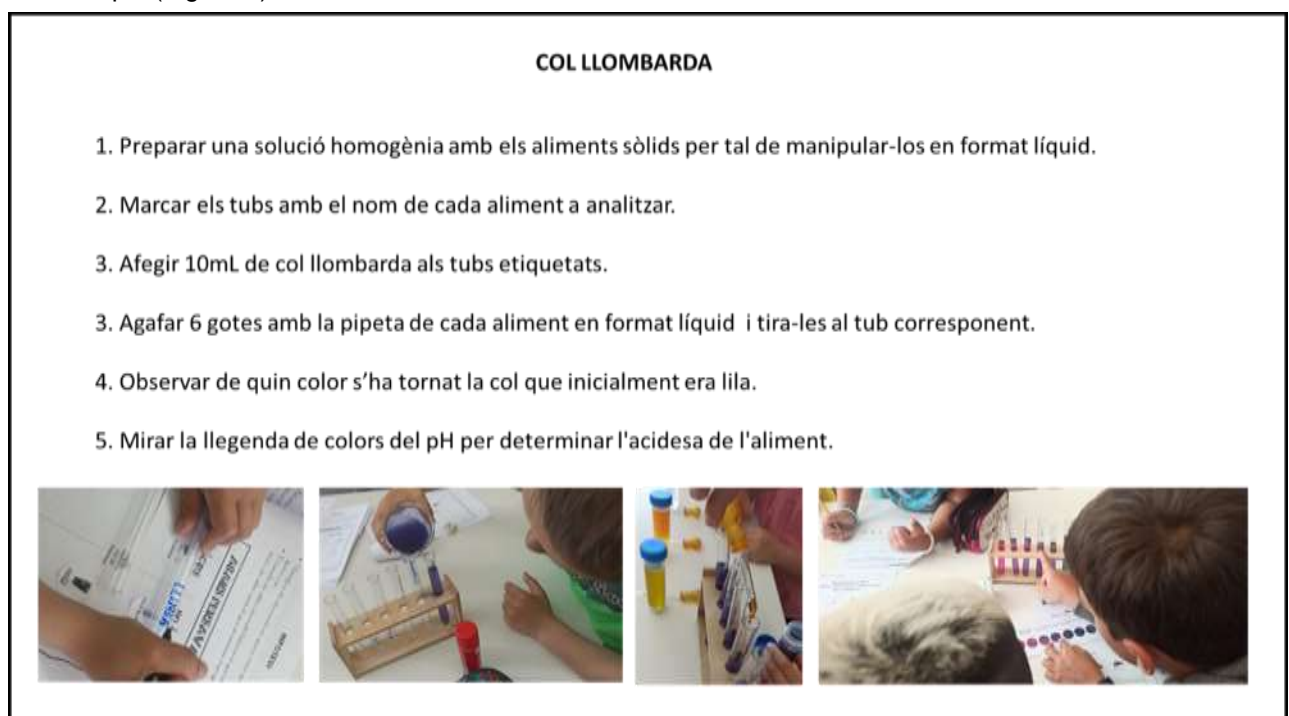 COL LLOMBARDA
1. Preparar una solució homogènia amb els aliments sòlids per tal de manipular-los en format líquid.
2. Marcar els tubs amb el nom de cada aliment a analitzar.
3. Afegir 10mL de col llombarda als tubs etiquetats.
3. Agafar 6 gotes amb la pipeta de cada aliment en format líquid i tira-les al tub corresponent.
4. Observar de quin color s'ha tornat la col que inicialment era lila.
5. Mirar la llegenda de colors del pH per determinar l'acidesa de l'aliment.